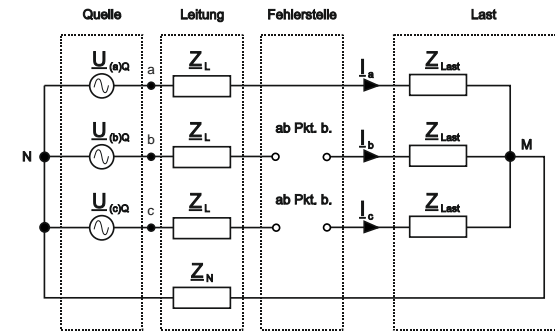 Quelle Leitung Fehlerstelle Last
U(a)Q a ZL Ia ZLast
U(b)Q b ZL ab Pkt. b. Ib ZLast
N M
U(c)Q c ZL ab Pkt. b. Ic ZLast
ZN